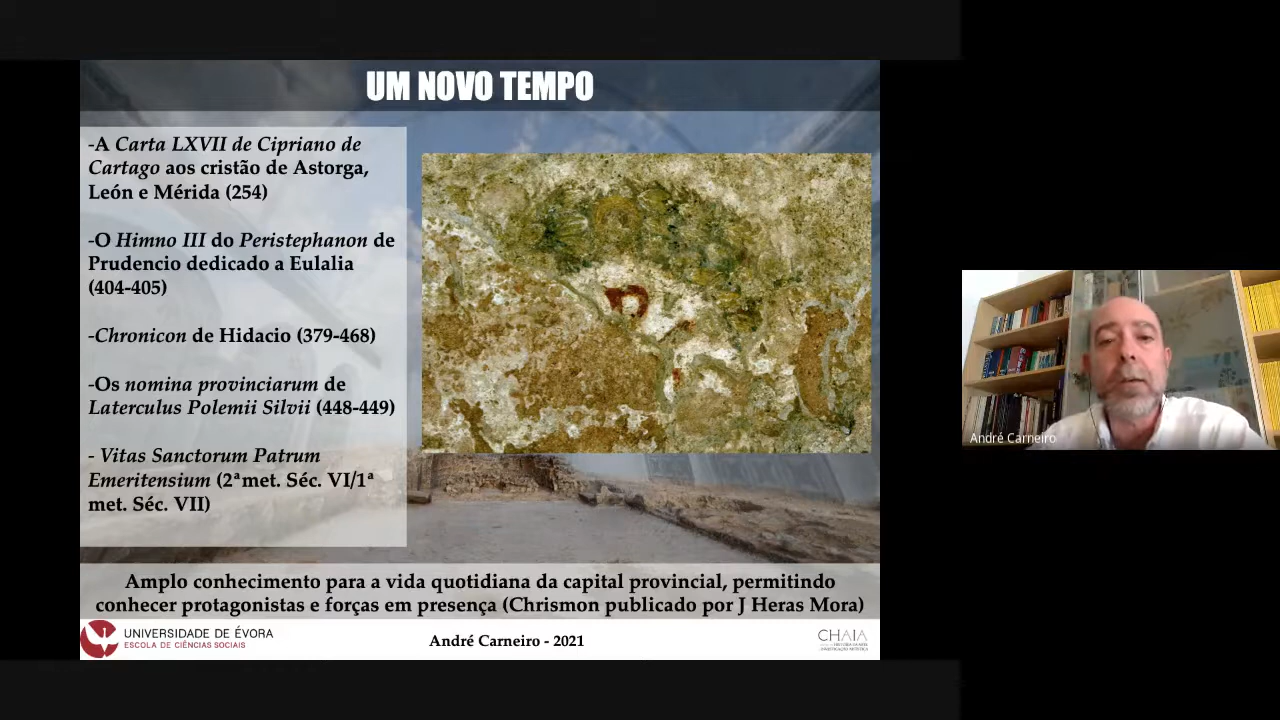 UM NOVO TEMPO
-A Carta LXVII de Cipriano de
Cartago aos cristão de Astorga,
León e Mérida (254)
-O Himno III do Peristephanon de
Prudencio dedicado a Eulalia
(404-405)
-Chronicon de Hidacio (379-468)
-Os nomina provinciarum de
Laterculus Polemii Silvii (448-449)
- Vitas Sanctorum Patrum
Emeritensium (2ªmet. Séc. VI/1ª
met. Séc. VII)
Amplo conhecimento para a vida quotidiana da capital provincial, permitindo
conhecer protagonistas e forças em presença (Chrismon publicado por J Heras Mora)
UNIVERSIDADE DE ÉVORA
ESCOLA DE CIÊNCIAS SOCIAIS
André Carneiro - 2021
CHAIA
André Carneiro